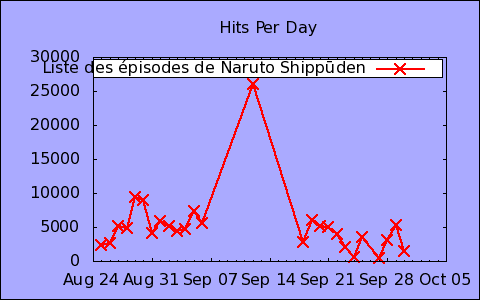 Hits Per Day
30000
Liste des épisodes de Naruto Shippūden
25000
20000
15000
10000
5000
0
Aug 24 Aug 31 Sep 07 Sep 14 Sep 21 Sep 28 Oct 05